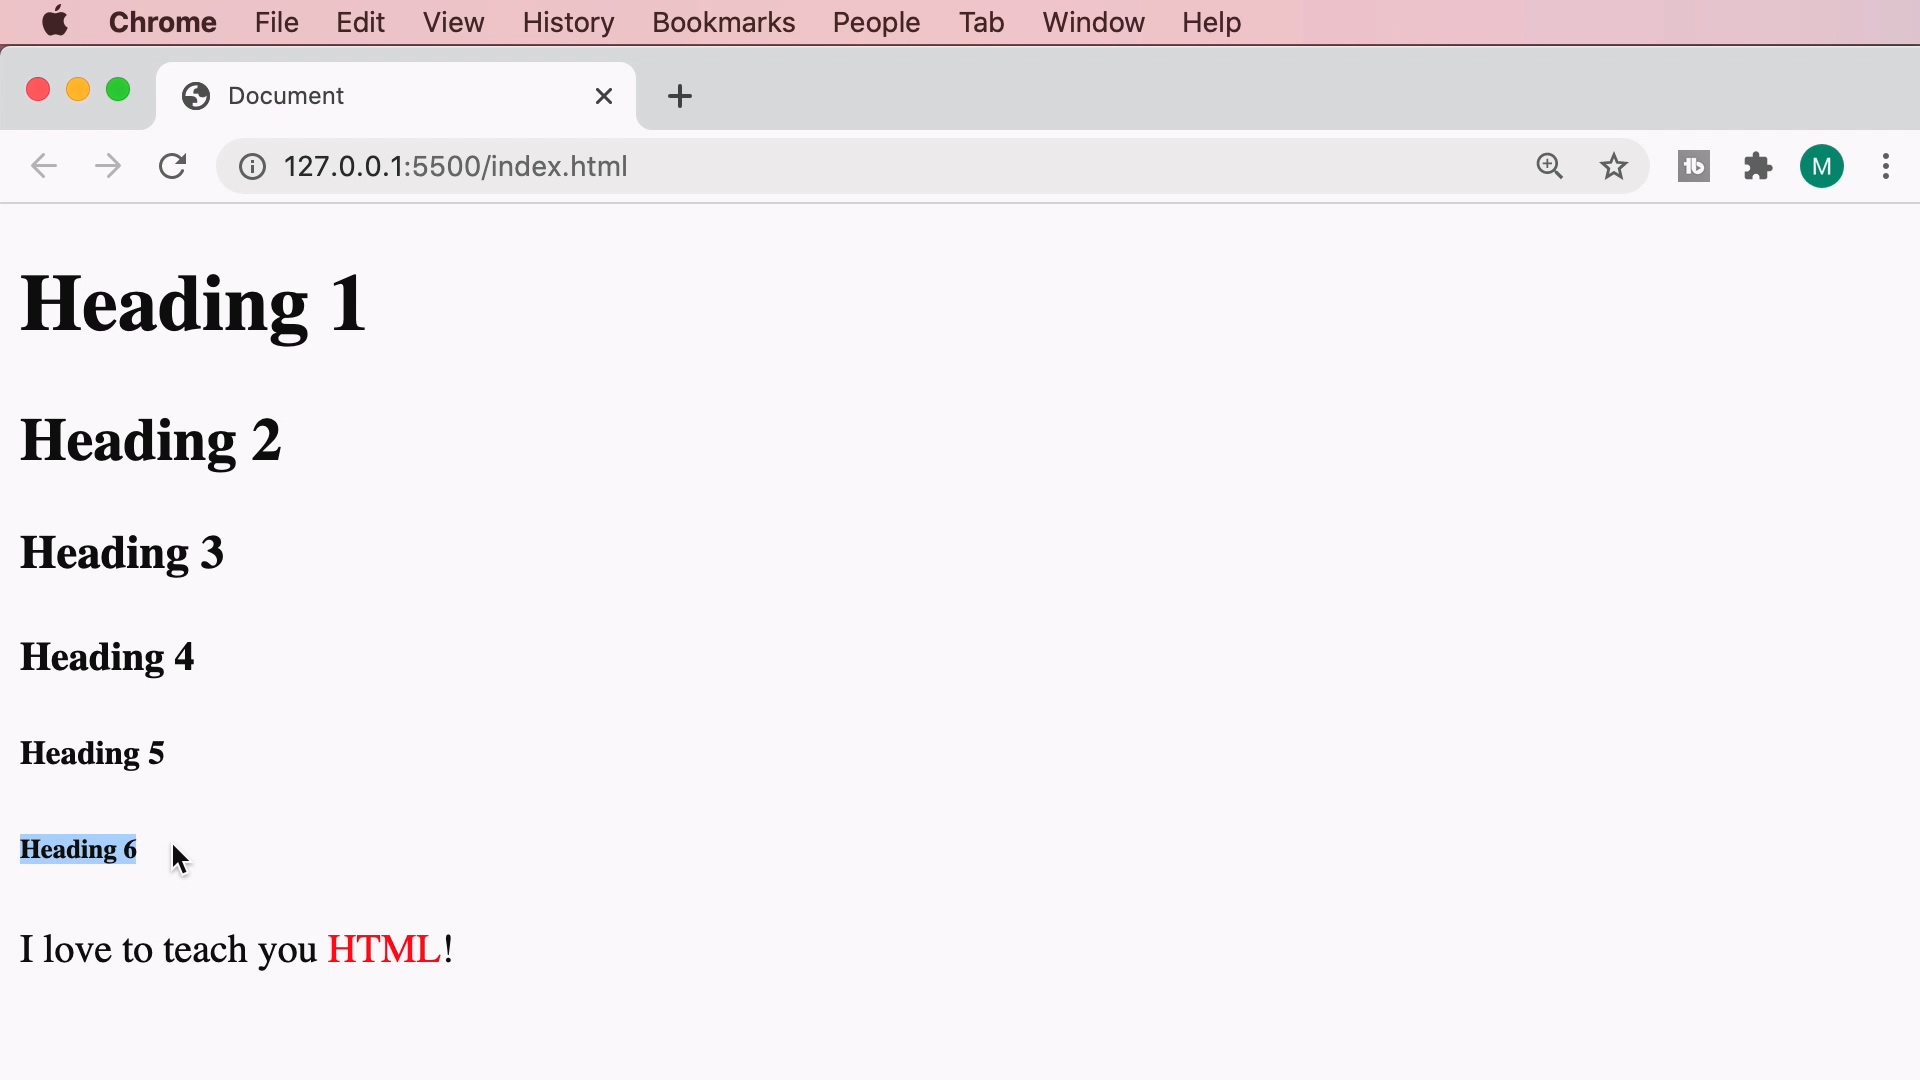 Chrome File Edit View History Bookmarks People Tab Window Help
Document
127.0.0.1:5500/index.html
M
Heading 1
Heading 2
Heading 3
Heading 4
Heading 5
Heading 6
I love to teach you HTML!